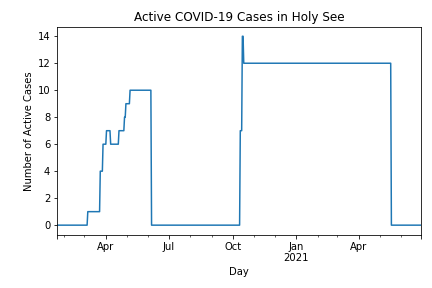 Active COVID-19 Cases in Holy See
14
12
10
8
6
4
2
0
Number of Active Cases
Apr
Jul
Oct
Jan
2021
Apr
Day